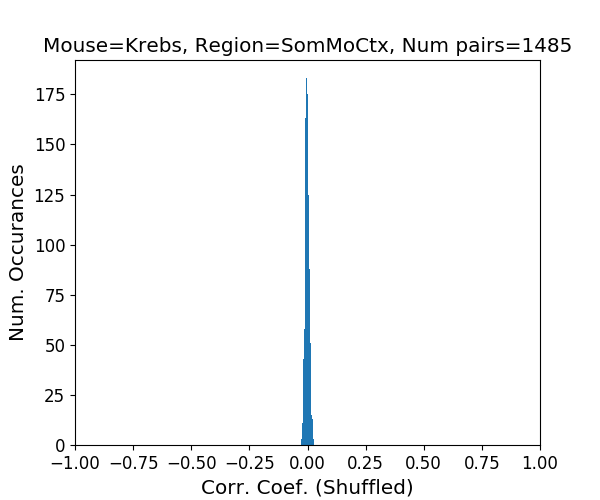 Mouse=Krebs, Region=SomMoCtx, Num pairs=1485
Num. Occurances
175
150
125
100
75
50
25
0
−1.00 −0.75 −0.50 −0.25 0.00 0.25 0.50 0.75 1.00
Corr. Coef. (Shuffled)